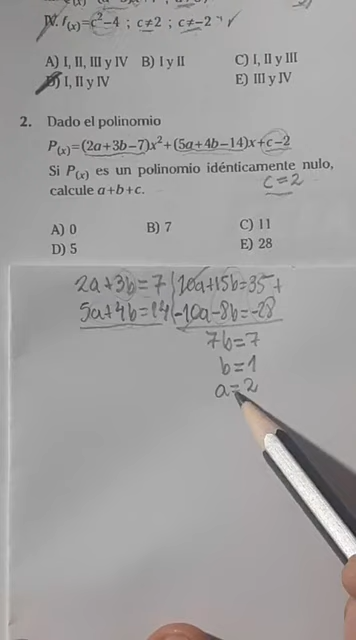 IV. f(x)=c²-4 ; c≠2 ; c≠-2
A) I, II, III y IV B) I y II C) I, II y III
D) I, II y IV E) III y IV
2. Dado el polinomio
P(x)=(2a+3b-7)x²+(5a+4b-14)x+c-2
Si P(x) es un polinomio idénticamente nulo,
c=2
calcule a+b+c.
A) 0 B) 7 C) 11
D) 5 E) 28
2a+3b=7 10a+15b=35 +
5a+4b=14 -10a-8b=-28
7b=7
b=1
a=2